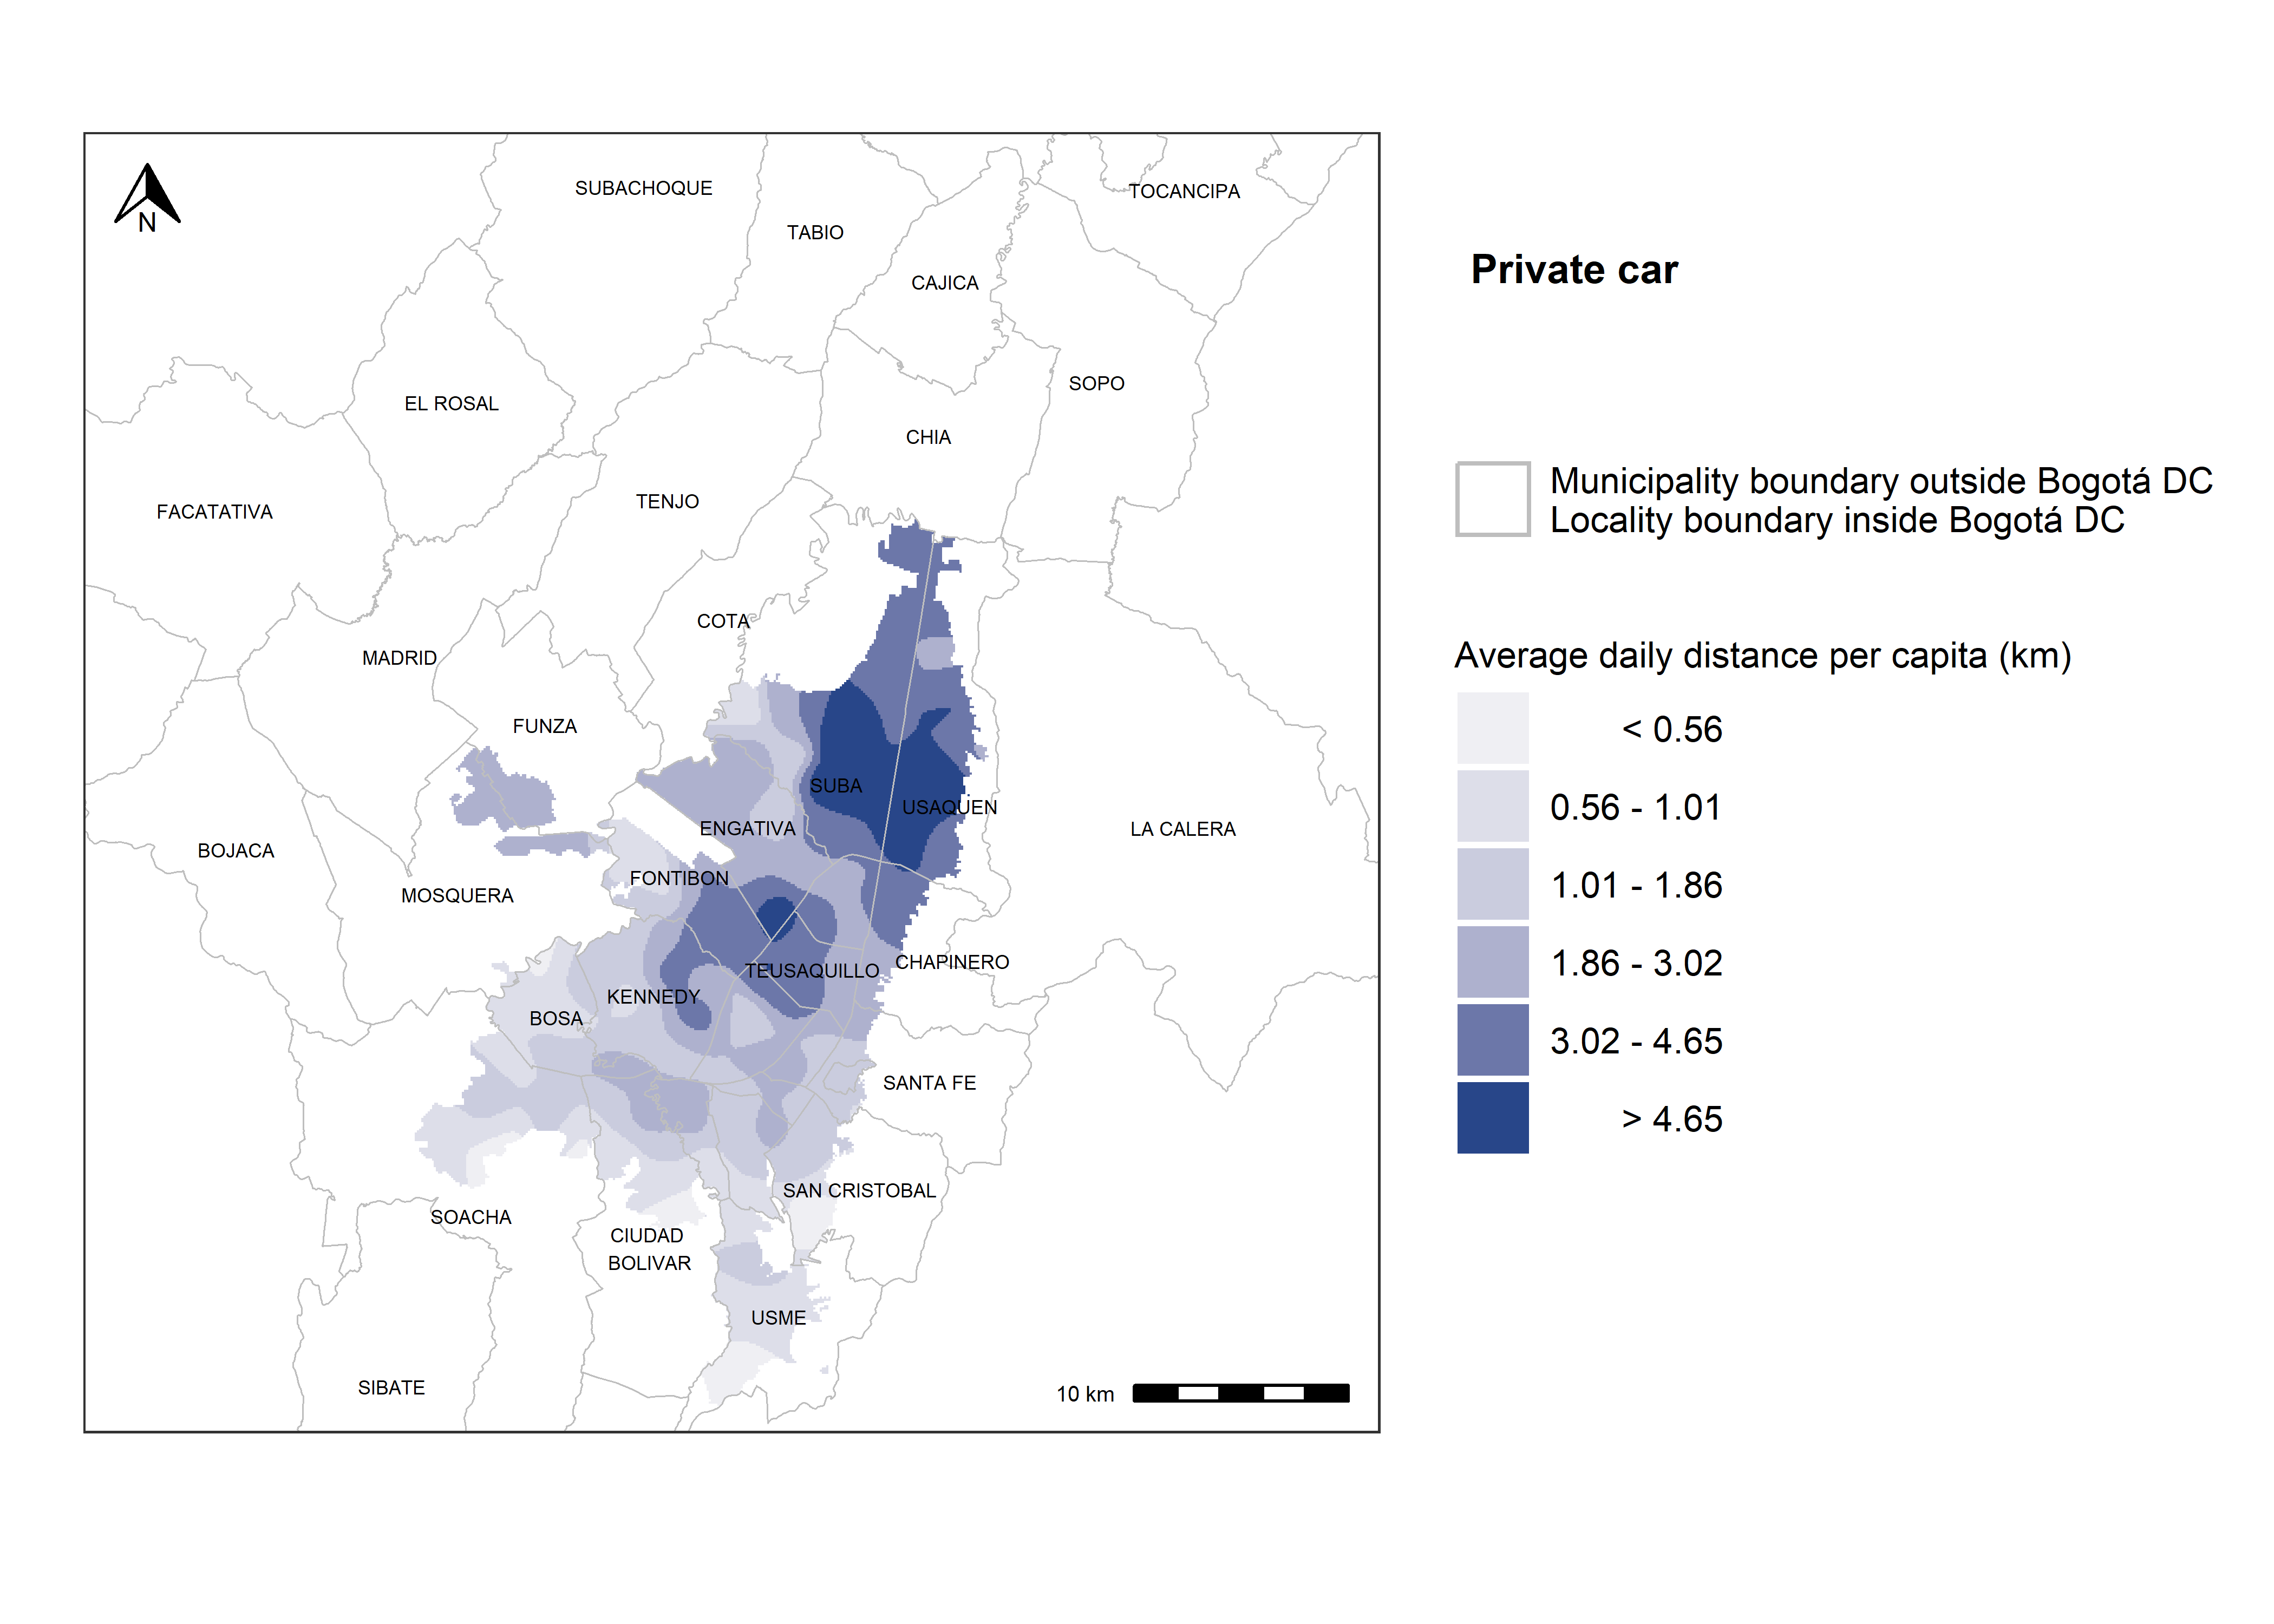 SUBACHOQUE
TOCANCIPA
N
TABIO
Private car
CAJICA
SOPO
EL ROSAL
CHIA
Municipality boundary outside Bogotá DC
Locality boundary inside Bogotá DC
TENJO
FACATATIVA
COTA
MADRID
Average daily distance per capita (km)
FUNZA
< 0.56
SUBA
USAQUEN
0.56 - 1.01
ENGATIVA
LA CALERA
BOJACA
FONTIBON
1.01 - 1.86
MOSQUERA
CHAPINERO
1.86 - 3.02
TEUSAQUILLO
KENNEDY
BOSA
3.02 - 4.65
SANTA FE
> 4.65
SAN CRISTOBAL
SOACHA
CIUDAD
BOLIVAR
USME
SIBATE
10 km